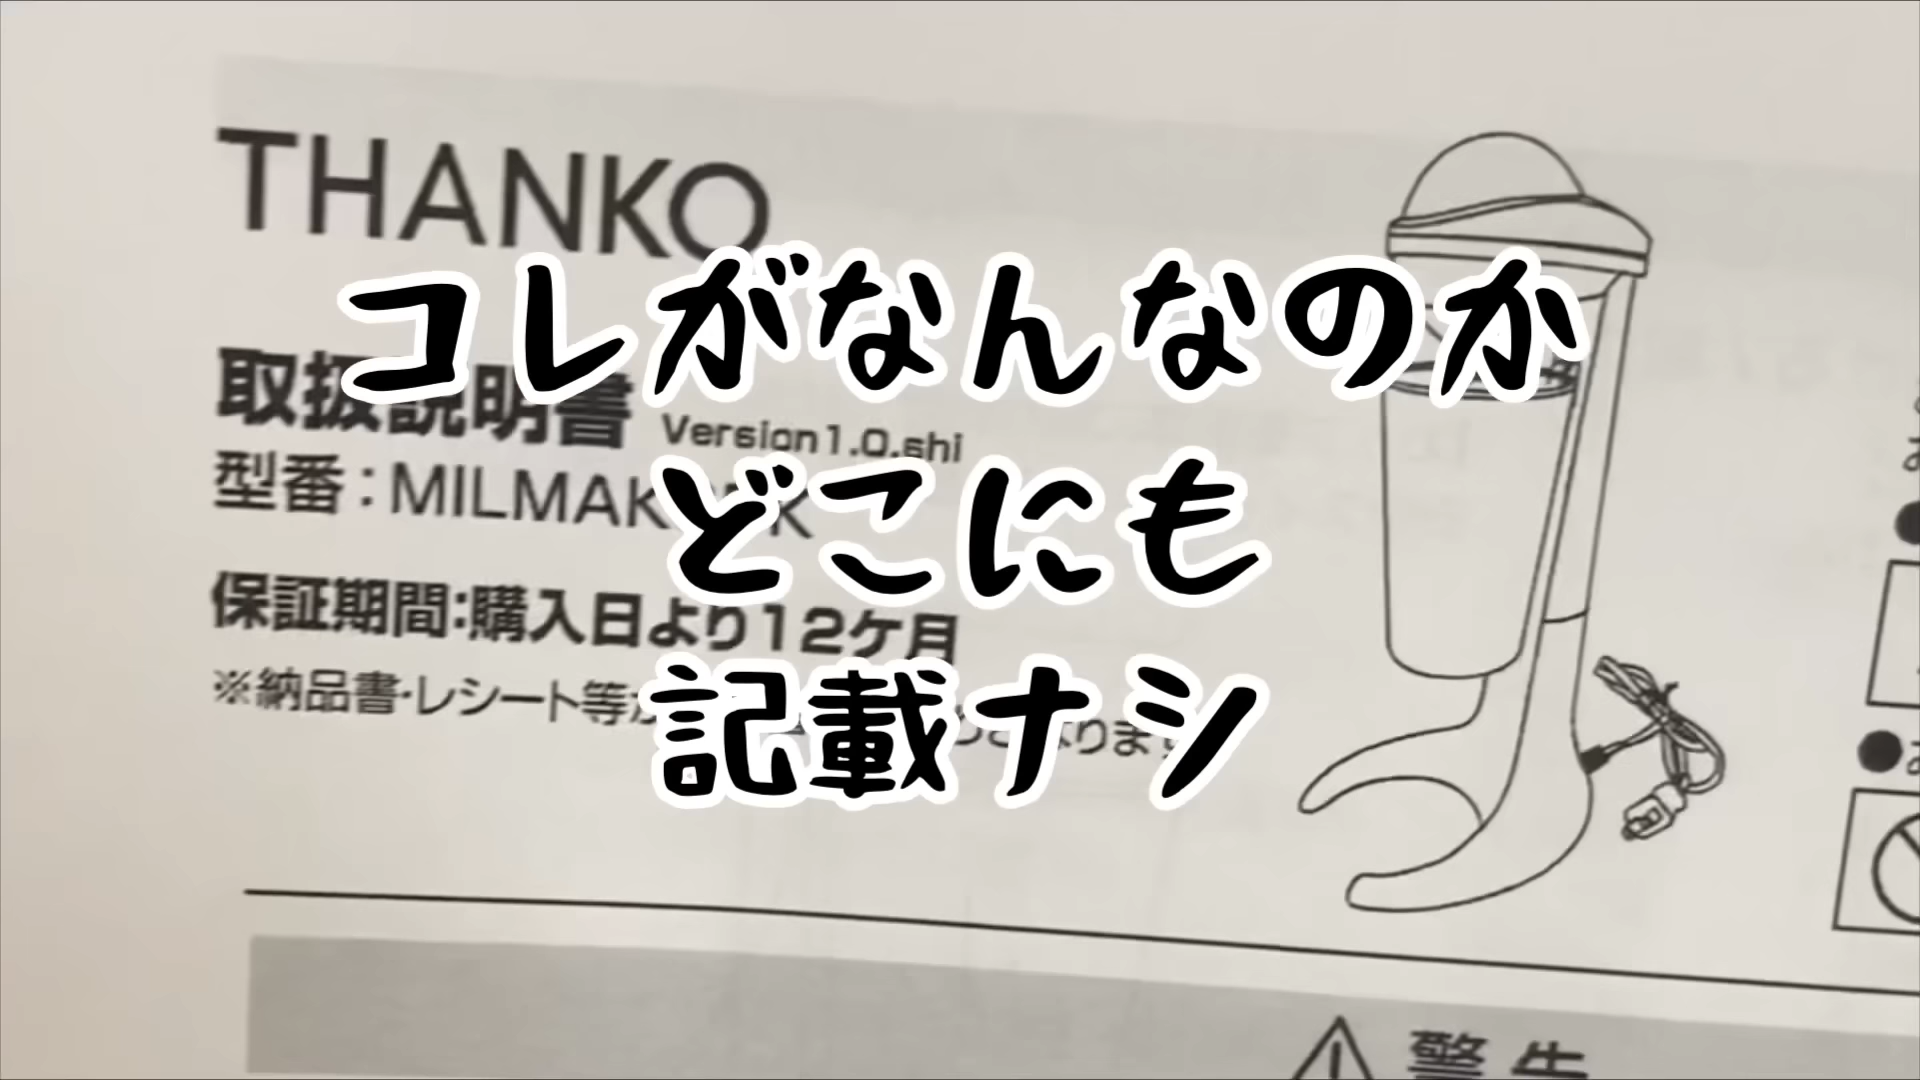 THANKO
コレがなんなのか
取扱説明書 Version1.0.shi
どこにも
型番：MILMAK
保証期間：購入日より12ケ月
記載ナシ
※納品書・レシート等
警告